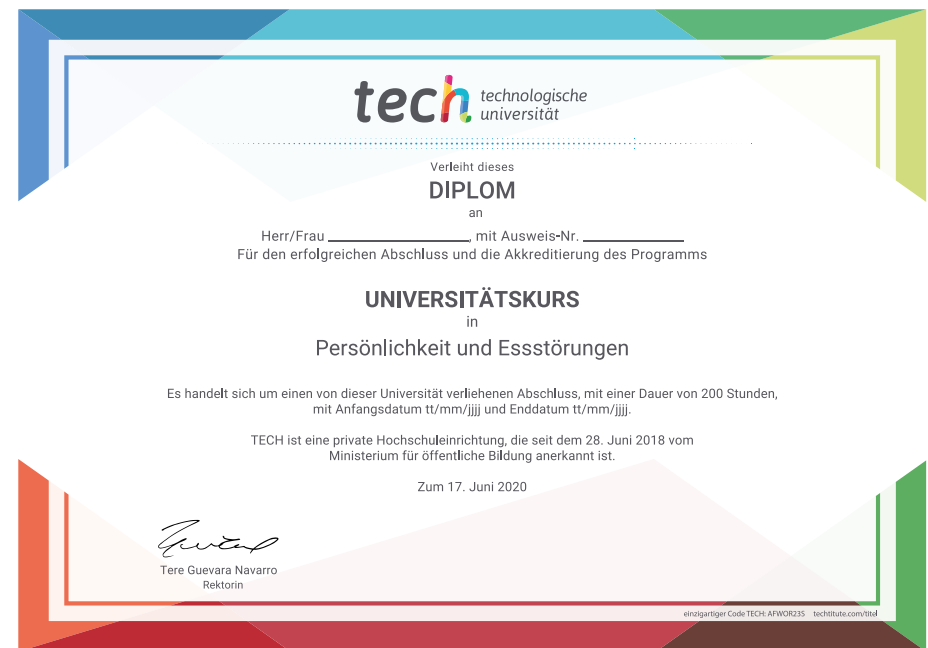 tech technologische
universität
Verleiht dieses
DIPLOM
an
Herr/Frau ____________________, mit Ausweis-Nr. ______________
Für den erfolgreichen Abschluss und die Akkreditierung des Programms
UNIVERSITÄTSKURS
in
Persönlichkeit und Essstörungen
Es handelt sich um einen von dieser Universität verliehenen Abschluss, mit einer Dauer von 200 Stunden,
mit Anfangsdatum tt/mm/jjjj und Enddatum tt/mm/jjjj.
TECH ist eine private Hochschuleinrichtung, die seit dem 28. Juni 2018 vom
Ministerium für öffentliche Bildung anerkannt ist.
Zum 17. Juni 2020
Tere Guevara Navarro
Rektorin
einzigartiger Code TECH: AFWOR23S techtitute.com/titel